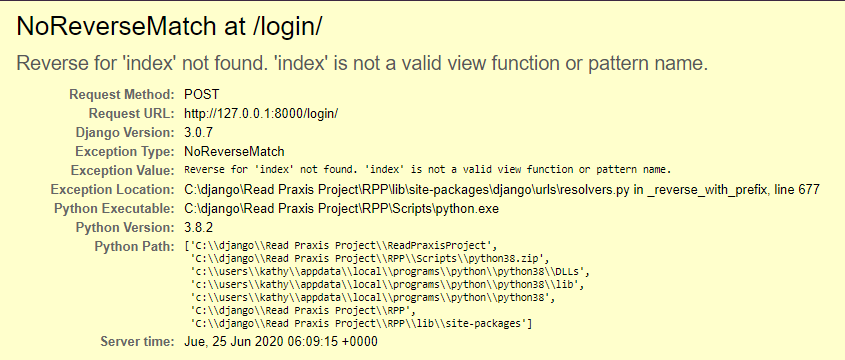 NoReverseMatch at /login/
Reverse for 'index' not found. 'index' is not a valid view function or pattern name.
Request Method: POST
Request URL: http://127.0.0.1:8000/login/
Django Version: 3.0.7
Exception Type: NoReverseMatch
Exception Value: Reverse for 'index' not found. 'index' is not a valid view function or pattern name.
Exception Location: C:\django\Read Praxis Project\RPP\lib\site-packages\django\urls\resolvers.py in _reverse_with_prefix, line 677
Python Executable: C:\django\Read Praxis Project\RPP\Scripts\python.exe
Python Version: 3.8.2
Python Path: ['C:\\django\\Read Praxis Project\\ReadPraxisProject',
'C:\\django\\Read Praxis Project\\RPP\\Scripts\\python38.zip',
'c:\\users\\kathy\\appdata\\local\\programs\\python\\python38\\DLLs',
'c:\\users\\kathy\\appdata\\local\\programs\\python\\python38\\lib',
'c:\\users\\kathy\\appdata\\local\\programs\\python\\python38',
'C:\\django\\Read Praxis Project\\RPP',
'C:\\django\\Read Praxis Project\\RPP\\lib\\site-packages']
Server time: Jue, 25 Jun 2020 06:09:15 +0000